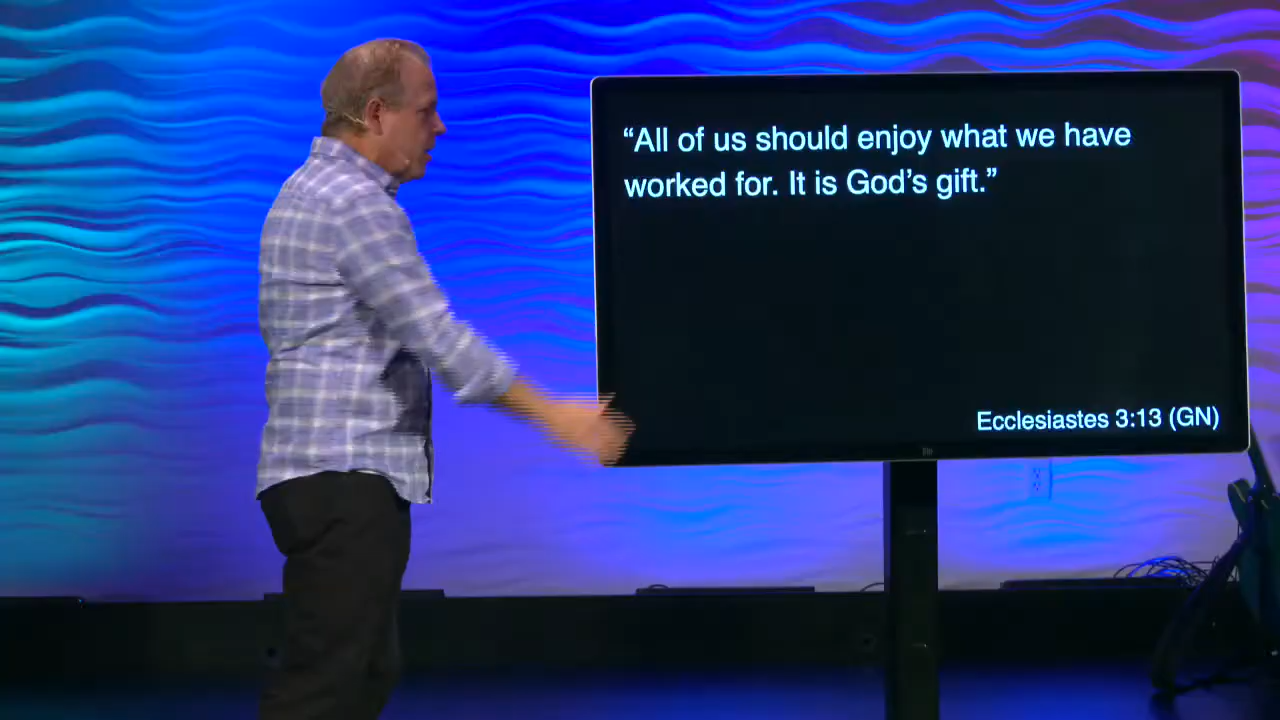 “All of us should enjoy what we have
worked for. It is God’s gift.”
Ecclesiastes 3:13 (GN)